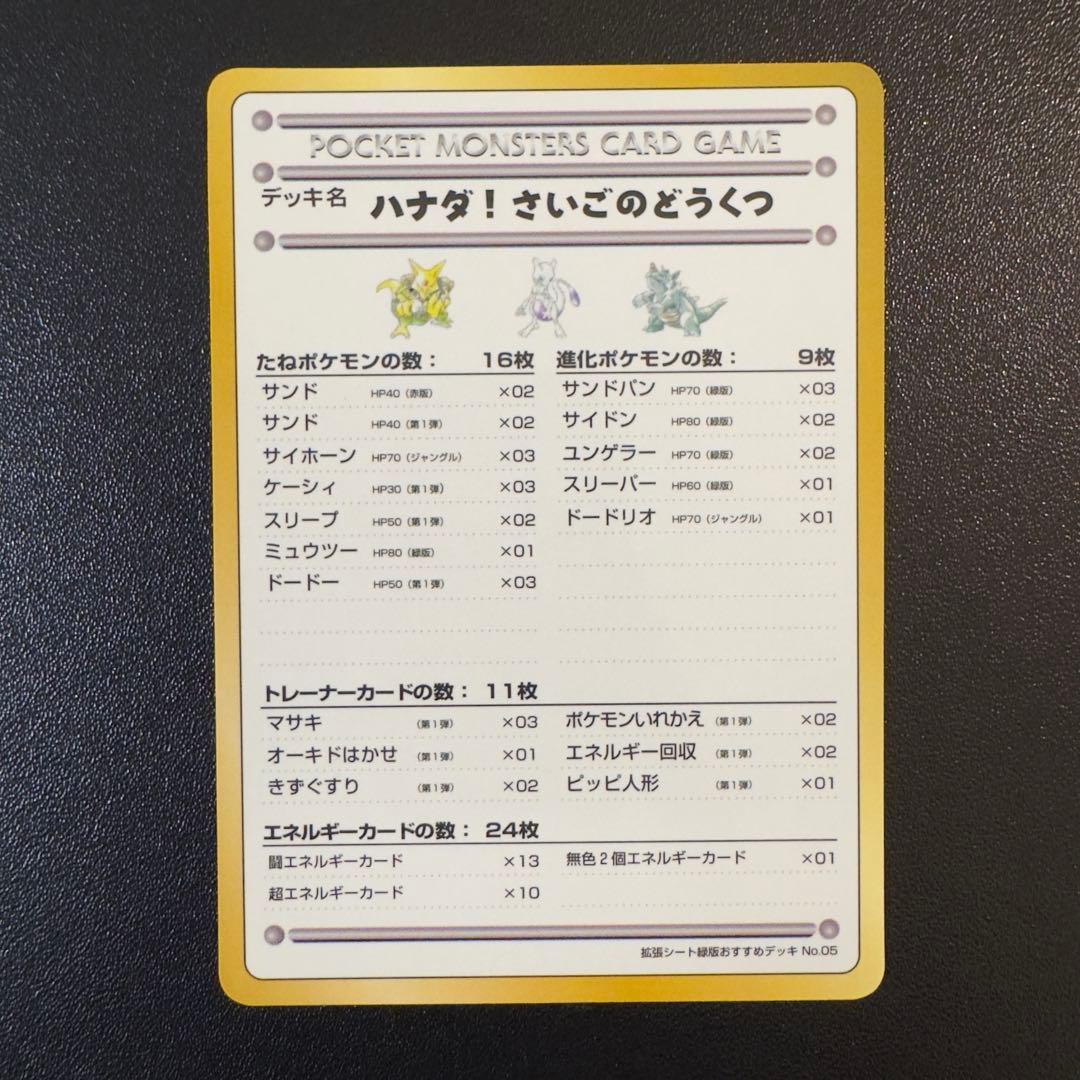 POCKET MONSTERS CARD GAME
デッキ名 ハナダ！さいごのどうくつ
たねポケモンの数： 16枚
サンド HP40（赤版） ×02
サンド HP40（第1弾） ×02
サイホーン HP70（ジャングル） ×03
ケーシィ HP30（第1弾） ×03
スリープ HP50（第1弾） ×02
ミュウツー HP80（緑版） ×01
ドードー HP50（第1弾） ×03
進化ポケモンの数： 9枚
サンドパン HP70（緑版） ×03
サイドン HP80（緑版） ×02
ユンゲラー HP70（緑版） ×02
スリーパー HP60（緑版） ×01
ドードリオ HP70（ジャングル） ×01
トレーナーカードの数： 11枚
マサキ （第1弾） ×03
オーキドはかせ （第1弾） ×01
きずぐすり （第1弾） ×02
ポケモンいれかえ （第1弾） ×02
エネルギー回収 （第1弾） ×02
ピッピ人形 （第1弾） ×01
エネルギーカードの数： 24枚
闘エネルギーカード ×13
超エネルギーカード ×10
無色2個エネルギーカード ×01
拡張シート緑版おすすめデッキ No.05